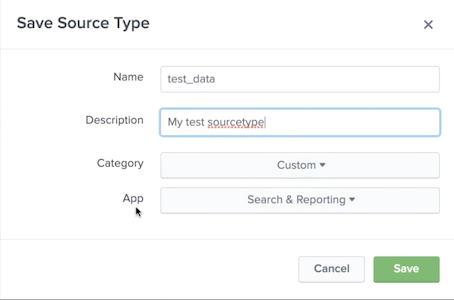 Save Source Type
Name test_data
Description My test sourcetype
Category Custom
App Search & Reporting
Cancel Save